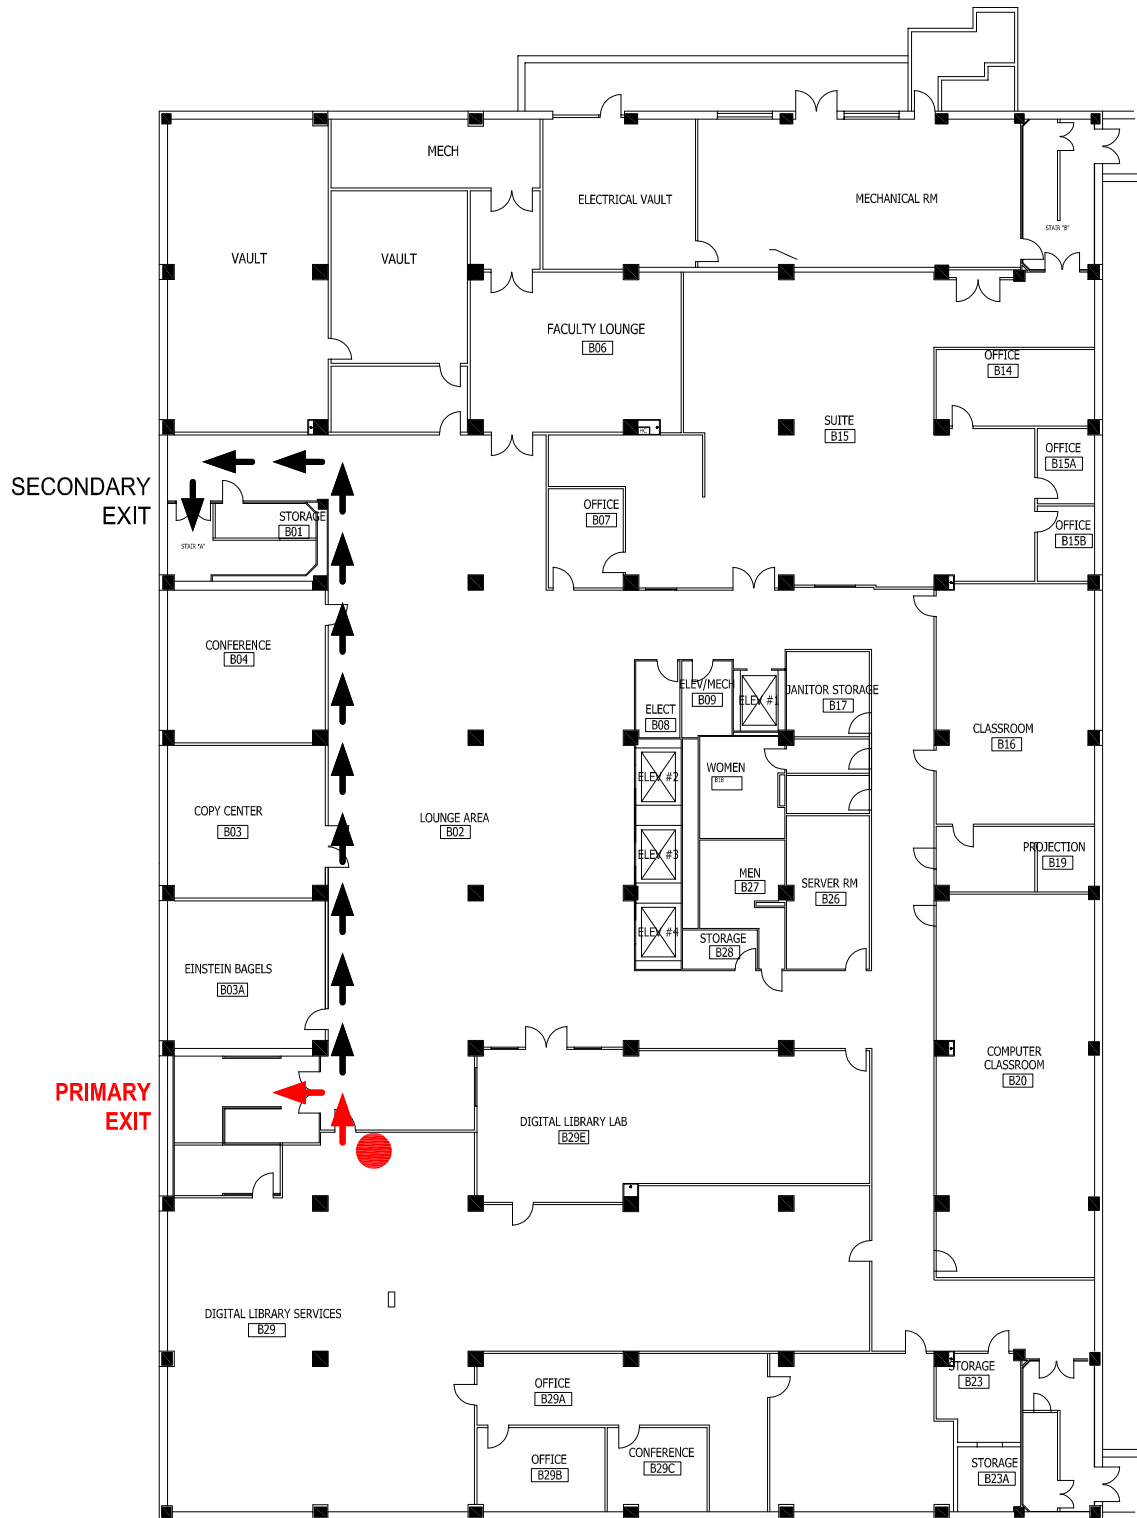 MECH
ELECTRICAL VAULT
MECHANICAL RM
STAIR "B"
VAULT
VAULT
FACULTY LOUNGE
B06
OFFICE
B14
SUITE
B15
HC
OFFICE
B15A
SECONDARY
EXIT
STORAGE
B01
STAIR "A"
OFFICE
B07
OFFICE
B15B
CONFERENCE
B04
ELEV/MECH
B09
ELECT
B08
ELEV #1
JANITOR STORAGE
B17
CLASSROOM
B16
WOMEN
B18
ELEV #2
COPY CENTER
B03
LOUNGE AREA
B02
ELEV #3
MEN
B27
SERVER RM
B26
PROJECTION
B19
ELEV #4
STORAGE
B28
EINSTEIN BAGELS
B03A
COMPUTER
CLASSROOM
B20
PRIMARY
EXIT
DIGITAL LIBRARY LAB
B29E
DIGITAL LIBRARY SERVICES
B29
STORAGE
B23
OFFICE
B29A
OFFICE
B29B
CONFERENCE
B29C
STORAGE
B23A